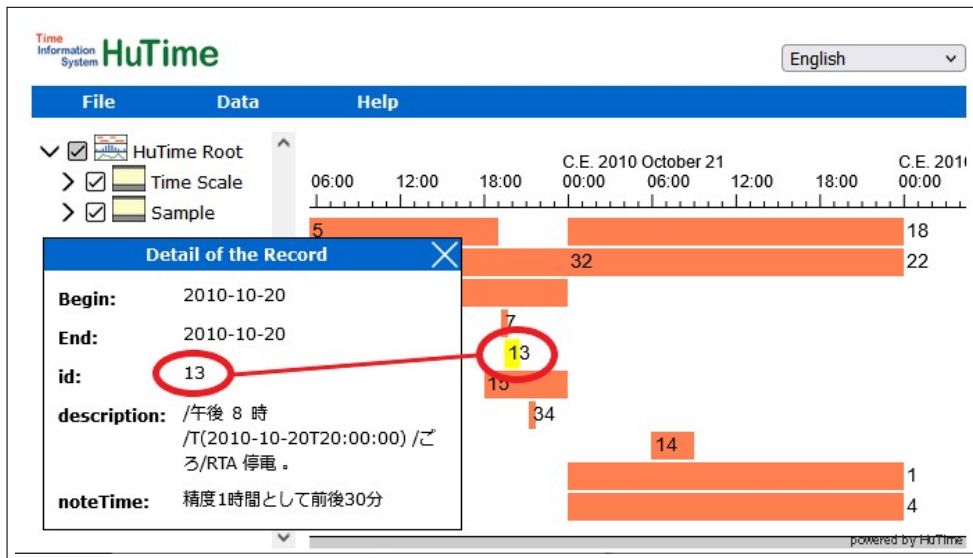 Time
Information
System HuTime
English
File Data Help
HuTime Root
Time Scale
Sample
C.E. 2010 October 21
C.E. 201
06:00 12:00 18:00 00:00 06:00 12:00 18:00 00:00
5
18
32
22
7
13
15
34
14
1
4
Detail of the Record
Begin: 2010-10-20
End: 2010-10-20
id: 13
description: /午後 8 時
/T(2010-10-20T20:00:00) /ご
ろ/RTA 停電 。
noteTime: 精度1時間として前後30分
powered by HuTime